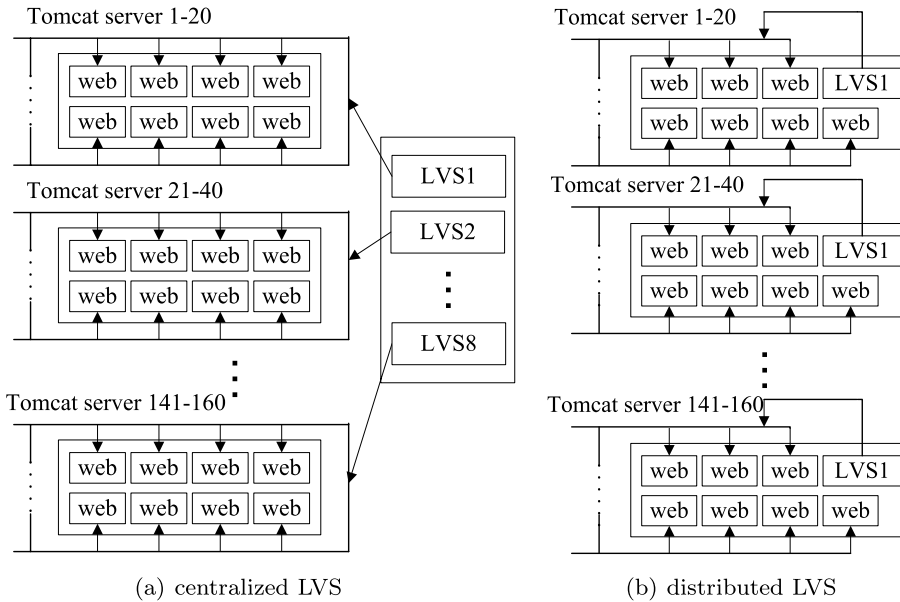 Tomcat server 1-20
web web web web
web web web web
Tomcat server 21-40
web web web web
web web web web
Tomcat server 141-160
web web web web
web web web web
LVS1
LVS2
LVS8
(a) centralized LVS
Tomcat server 1-20
web web web LVS1
web web web web
Tomcat server 21-40
web web web LVS1
web web web web
Tomcat server 141-160
web web web LVS1
web web web web
(b) distributed LVS